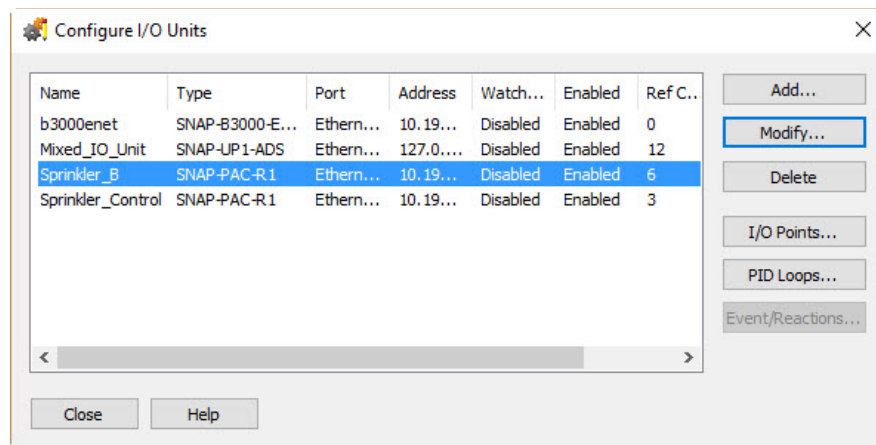 Configure I/O Units
Name Type Port Address Watch... Enabled Ref C... Add...
b3000enet SNAP-B3000-E... Ethern... 10.19... Disabled Enabled 0
Modify...
Mixed_IO_Unit SNAP-UP1-ADS Ethern... 127.0.... Disabled Enabled 12
Sprinkler_B SNAP-PAC-R1 Ethern... 10.19... Disabled Enabled 6 Delete
Sprinkler_Control SNAP-PAC-R1 Ethern... 10.19... Disabled Enabled 3
I/O Points...
PID Loops...
Event/Reactions...
Close Help